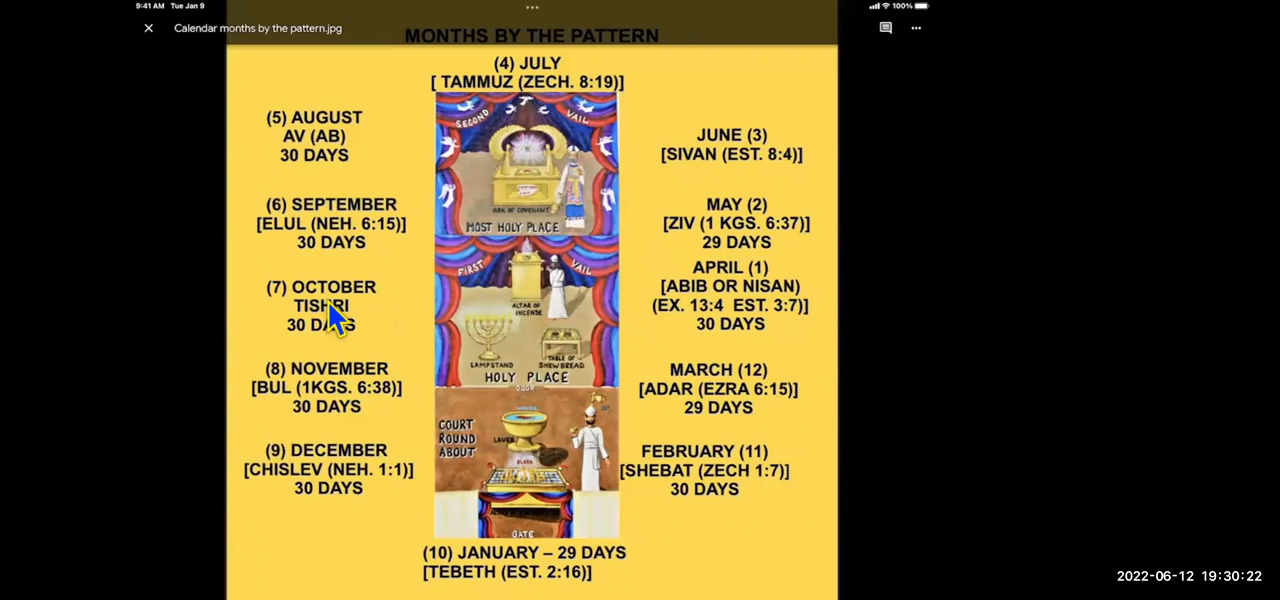 9:41 AM Tue Jan 9
100%
Calendar months by the pattern.jpg
MONTHS BY THE PATTERN
(4) JULY
[ TAMMUZ (ZECH. 8:19)]
(5) AUGUST
AV (AB)
30 DAYS
JUNE (3)
[SIVAN (EST. 8:4)]
(6) SEPTEMBER
[ELUL (NEH. 6:15)]
30 DAYS
MAY (2)
[ZIV (1 KGS. 6:37)]
29 DAYS
(7) OCTOBER
TISHRI
30 DAYS
APRIL (1)
[ABIB OR NISAN)
(EX. 13:4 EST. 3:7)]
30 DAYS
(8) NOVEMBER
[BUL (1KGS. 6:38)]
30 DAYS
MARCH (12)
[ADAR (EZRA 6:15)]
29 DAYS
(9) DECEMBER
[CHISLEV (NEH. 1:1)]
30 DAYS
FEBRUARY (11)
[SHEBAT (ZECH 1:7)]
30 DAYS
SECOND VAIL
ARK OF COVENANT
MOST HOLY PLACE
FIRST VAIL
ALTAR OF
INCENSE
LAMPSTAND
TABLE OF
SHEWBREAD
HOLY PLACE
DOOR
COURT
ROUND
ABOUT
LAVER
BLOOD
GATE
(10) JANUARY – 29 DAYS
[TEBETH (EST. 2:16)]
2022-06-12 19:30:22